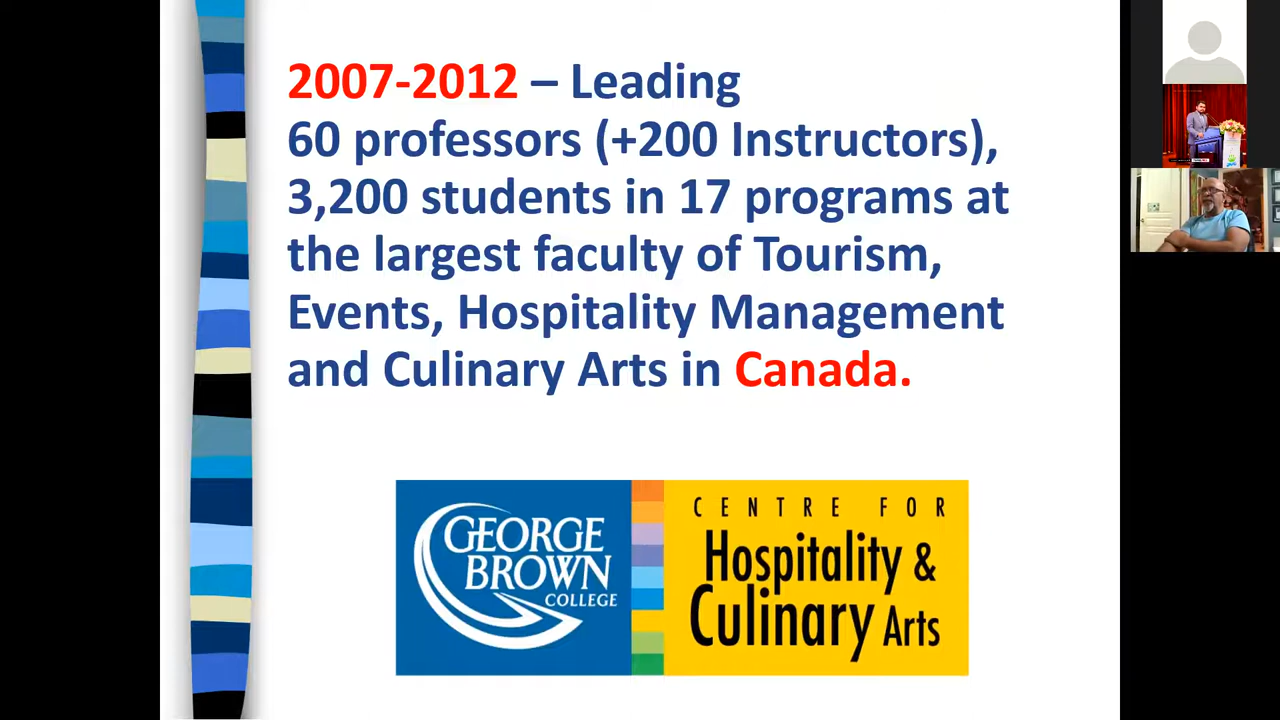 2007-2012 – Leading
60 professors (+200 Instructors),
3,200 students in 17 programs at
the largest faculty of Tourism,
Events, Hospitality Management
and Culinary Arts in Canada.
GEORGE
BROWN
COLLEGE
CENTRE FOR
Hospitality &
Culinary Arts